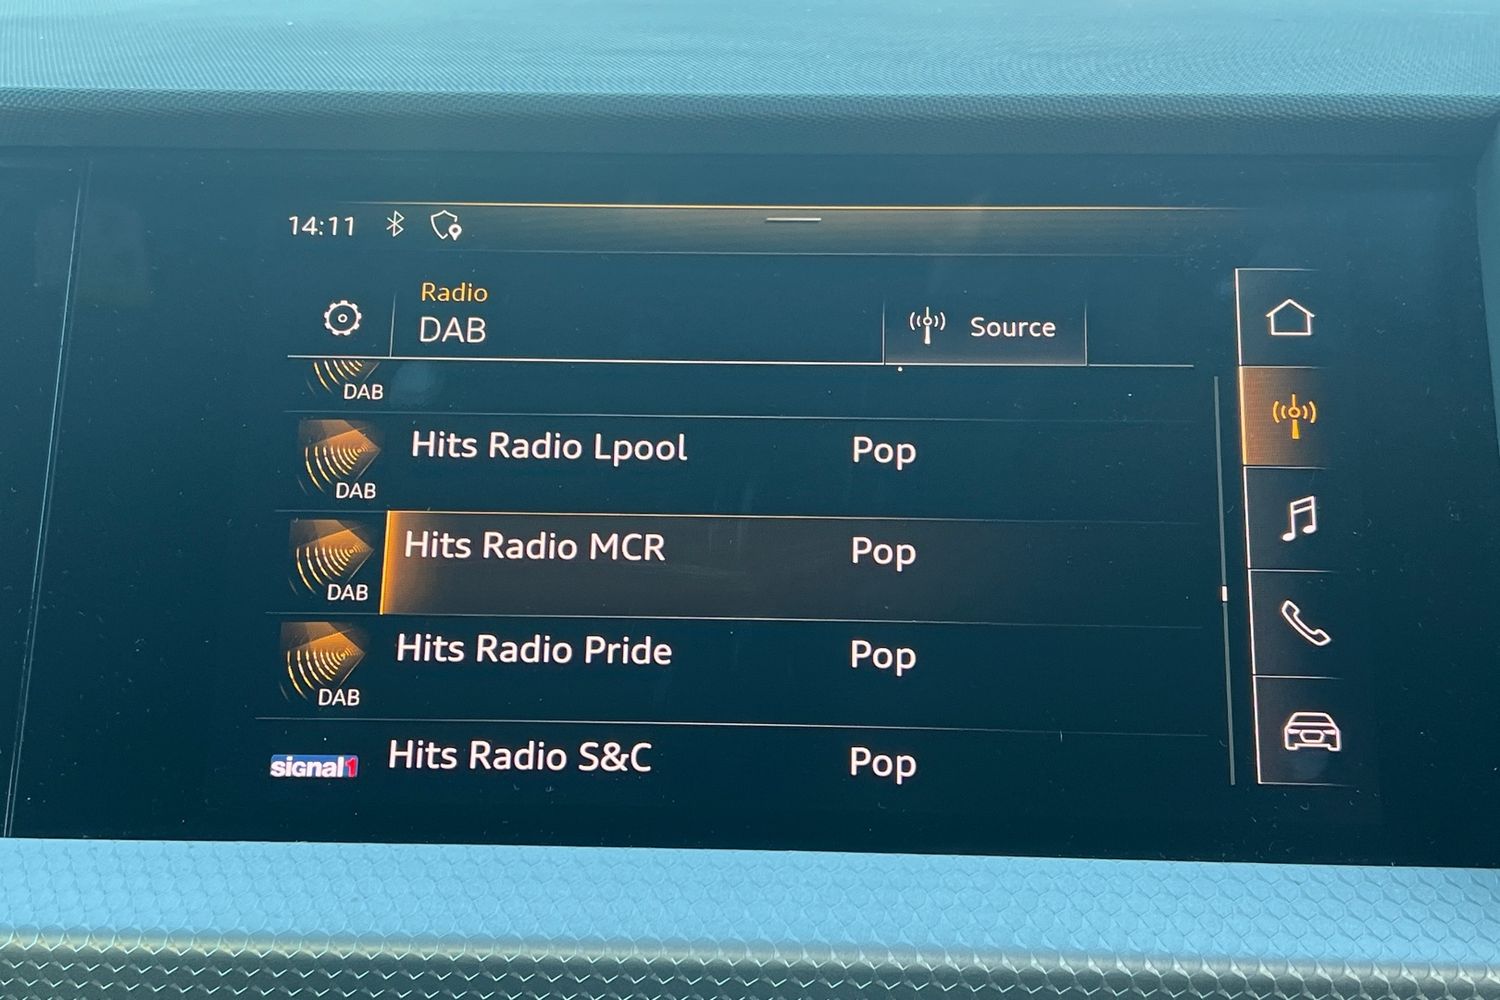 14:11
Radio
DAB
Source
DAB
Hits Radio Lpool Pop
DAB
Hits Radio MCR Pop
DAB
Hits Radio Pride Pop
DAB
signal1 Hits Radio S&C Pop